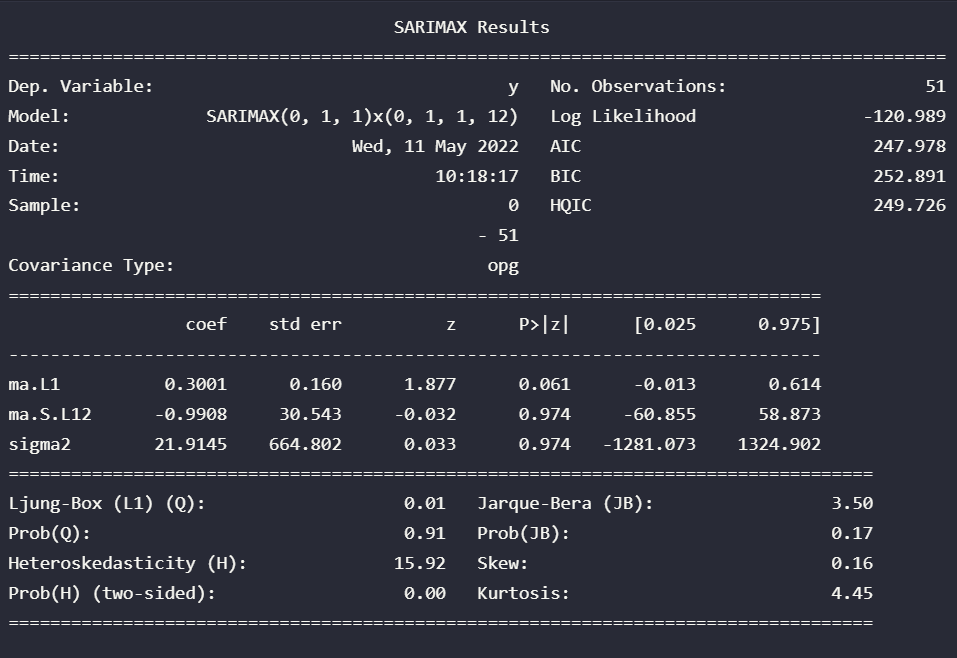 SARIMAX Results
==========================================================================================
Dep. Variable: y No. Observations: 51
Model: SARIMAX(0, 1, 1)x(0, 1, 1, 12) Log Likelihood -120.989
Date: Wed, 11 May 2022 AIC 247.978
Time: 10:18:17 BIC 252.891
Sample: 0 HQIC 249.726
- 51
Covariance Type: opg
==============================================================================
coef std err z P>|z| [0.025 0.975]
------------------------------------------------------------------------------
ma.L1 0.3001 0.160 1.877 0.061 -0.013 0.614
ma.S.L12 -0.9908 30.543 -0.032 0.974 -60.855 58.873
sigma2 21.9145 664.802 0.033 0.974 -1281.073 1324.902
===================================================================================
Ljung-Box (L1) (Q): 0.01 Jarque-Bera (JB): 3.50
Prob(Q): 0.91 Prob(JB): 0.17
Heteroskedasticity (H): 15.92 Skew: 0.16
Prob(H) (two-sided): 0.00 Kurtosis: 4.45
===================================================================================